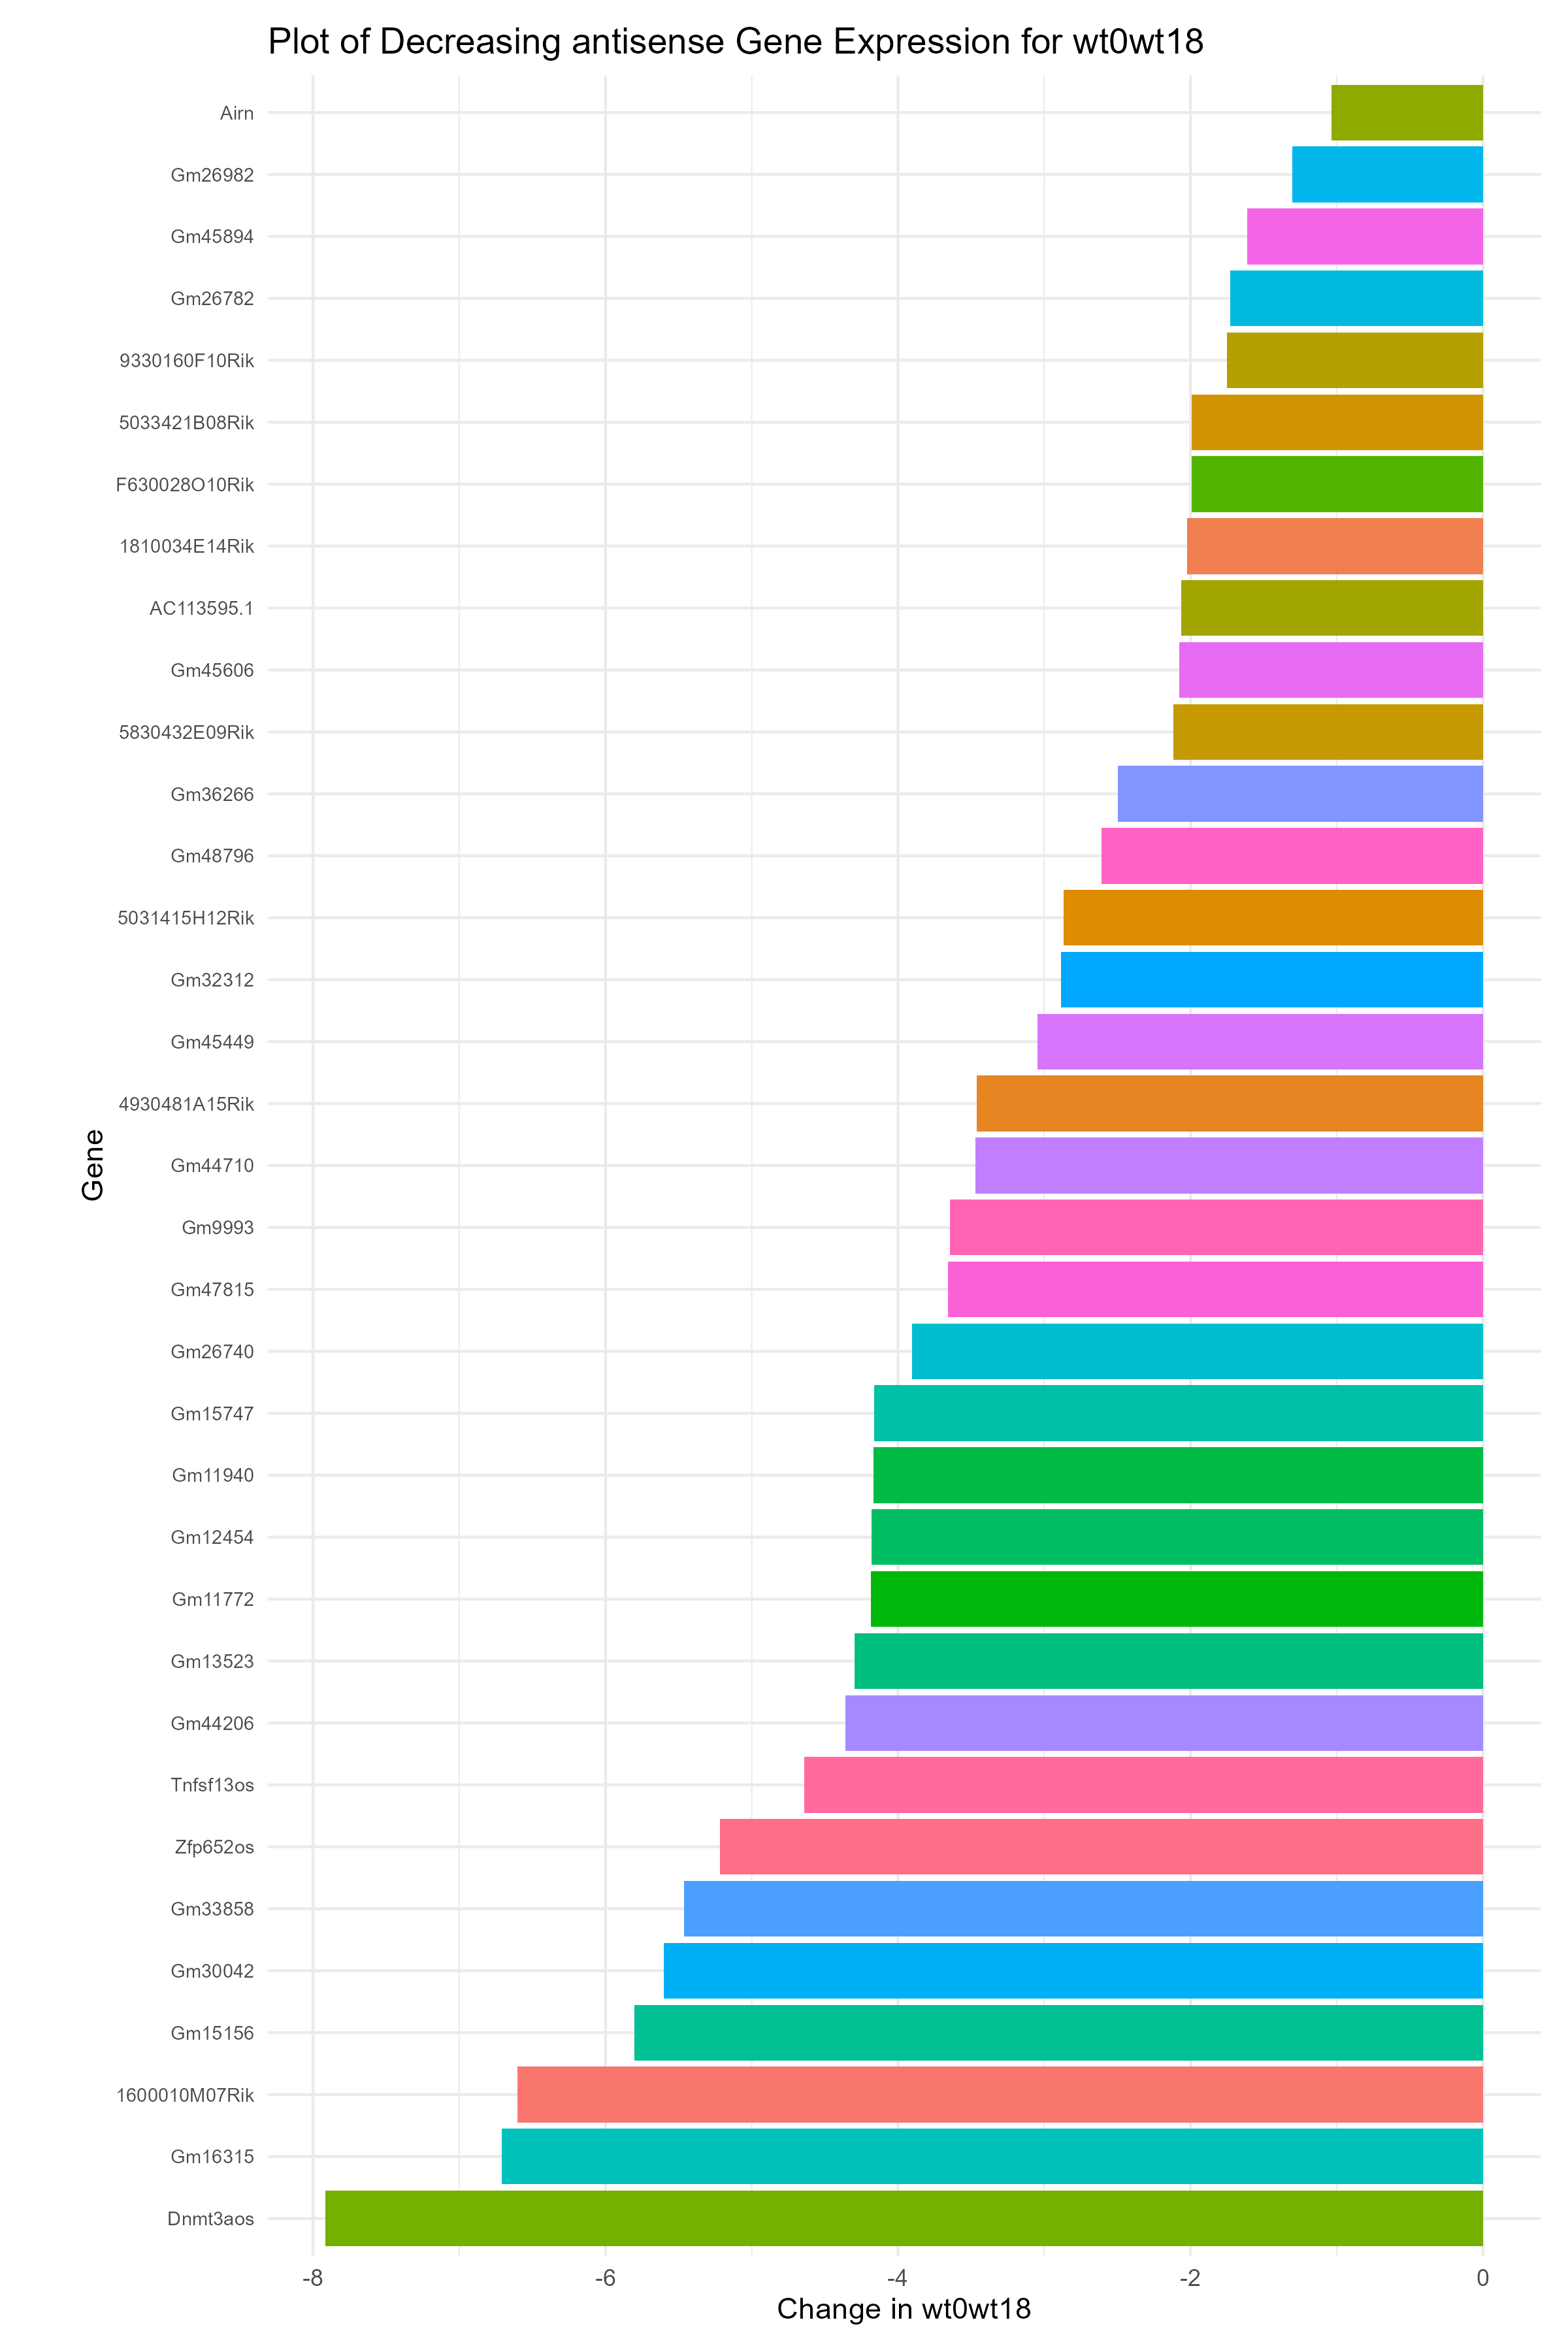 Plot of Decreasing antisense Gene Expression for wt0wt18
Airn
Gm26982
Gm45894
Gm26782
9330160F10Rik
5033421B08Rik
F630028O10Rik
1810034E14Rik
AC113595.1
Gm45606
5830432E09Rik
Gm36266
Gm48796
5031415H12Rik
Gm32312
Gm45449
4930481A15Rik
Gm44710
Gm9993
Gm47815
Gm26740
Gm15747
Gm11940
Gm12454
Gm11772
Gm13523
Gm44206
Tnfsf13os
Zfp652os
Gm33858
Gm30042
Gm15156
1600010M07Rik
Gm16315
Dnmt3aos
Gene
-8 -6 -4 -2 0
Change in wt0wt18